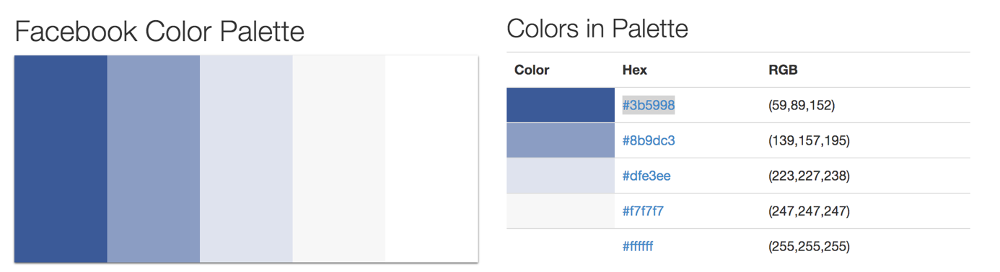 Facebook Color Palette
Colors in Palette
Color Hex RGB
#3b5998 (59,89,152)
#8b9dc3 (139,157,195)
#dfe3ee (223,227,238)
#f7f7f7 (247,247,247)
#ffffff (255,255,255)